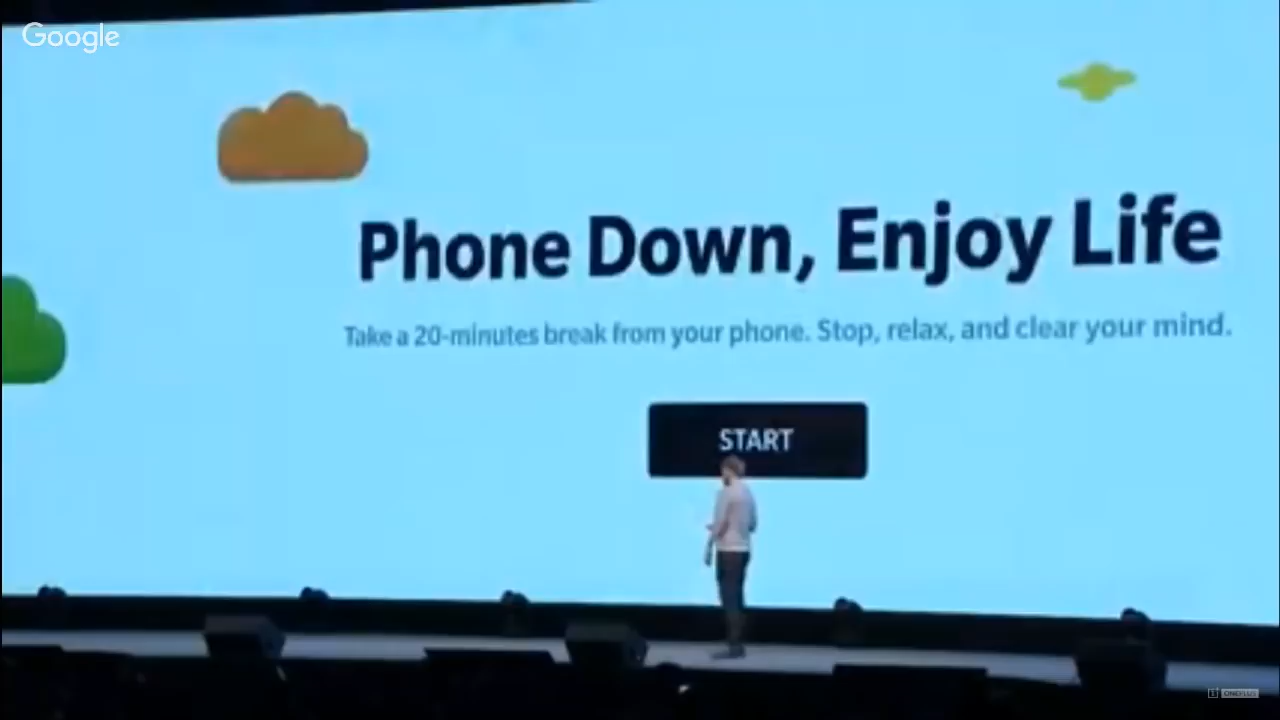 Google
Phone Down, Enjoy Life
Take a 20-minutes break from your phone. Stop, relax, and clear your mind.
START
ONEPLUS